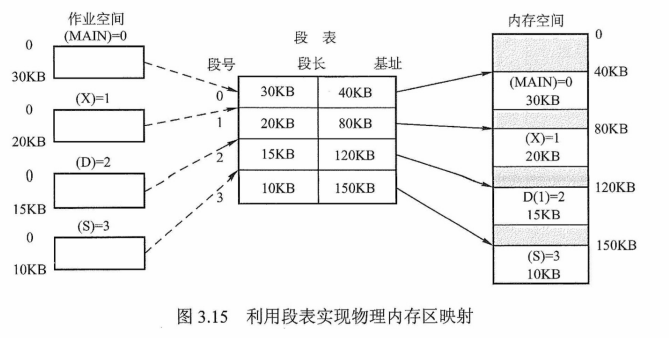 作业空间
(MAIN)=0
0
30KB
(X)=1
0
20KB
(D)=2
0
15KB
(S)=3
0
10KB
段 表
段号 段长 基址
0 30KB 40KB
1 20KB 80KB
2 15KB 120KB
3 10KB 150KB
内存空间
0
40KB
(MAIN)=0
30KB
80KB
(X)=1
20KB
120KB
D(1)=2
15KB
150KB
(S)=3
10KB
图 3.15 利用段表实现物理内存区映射